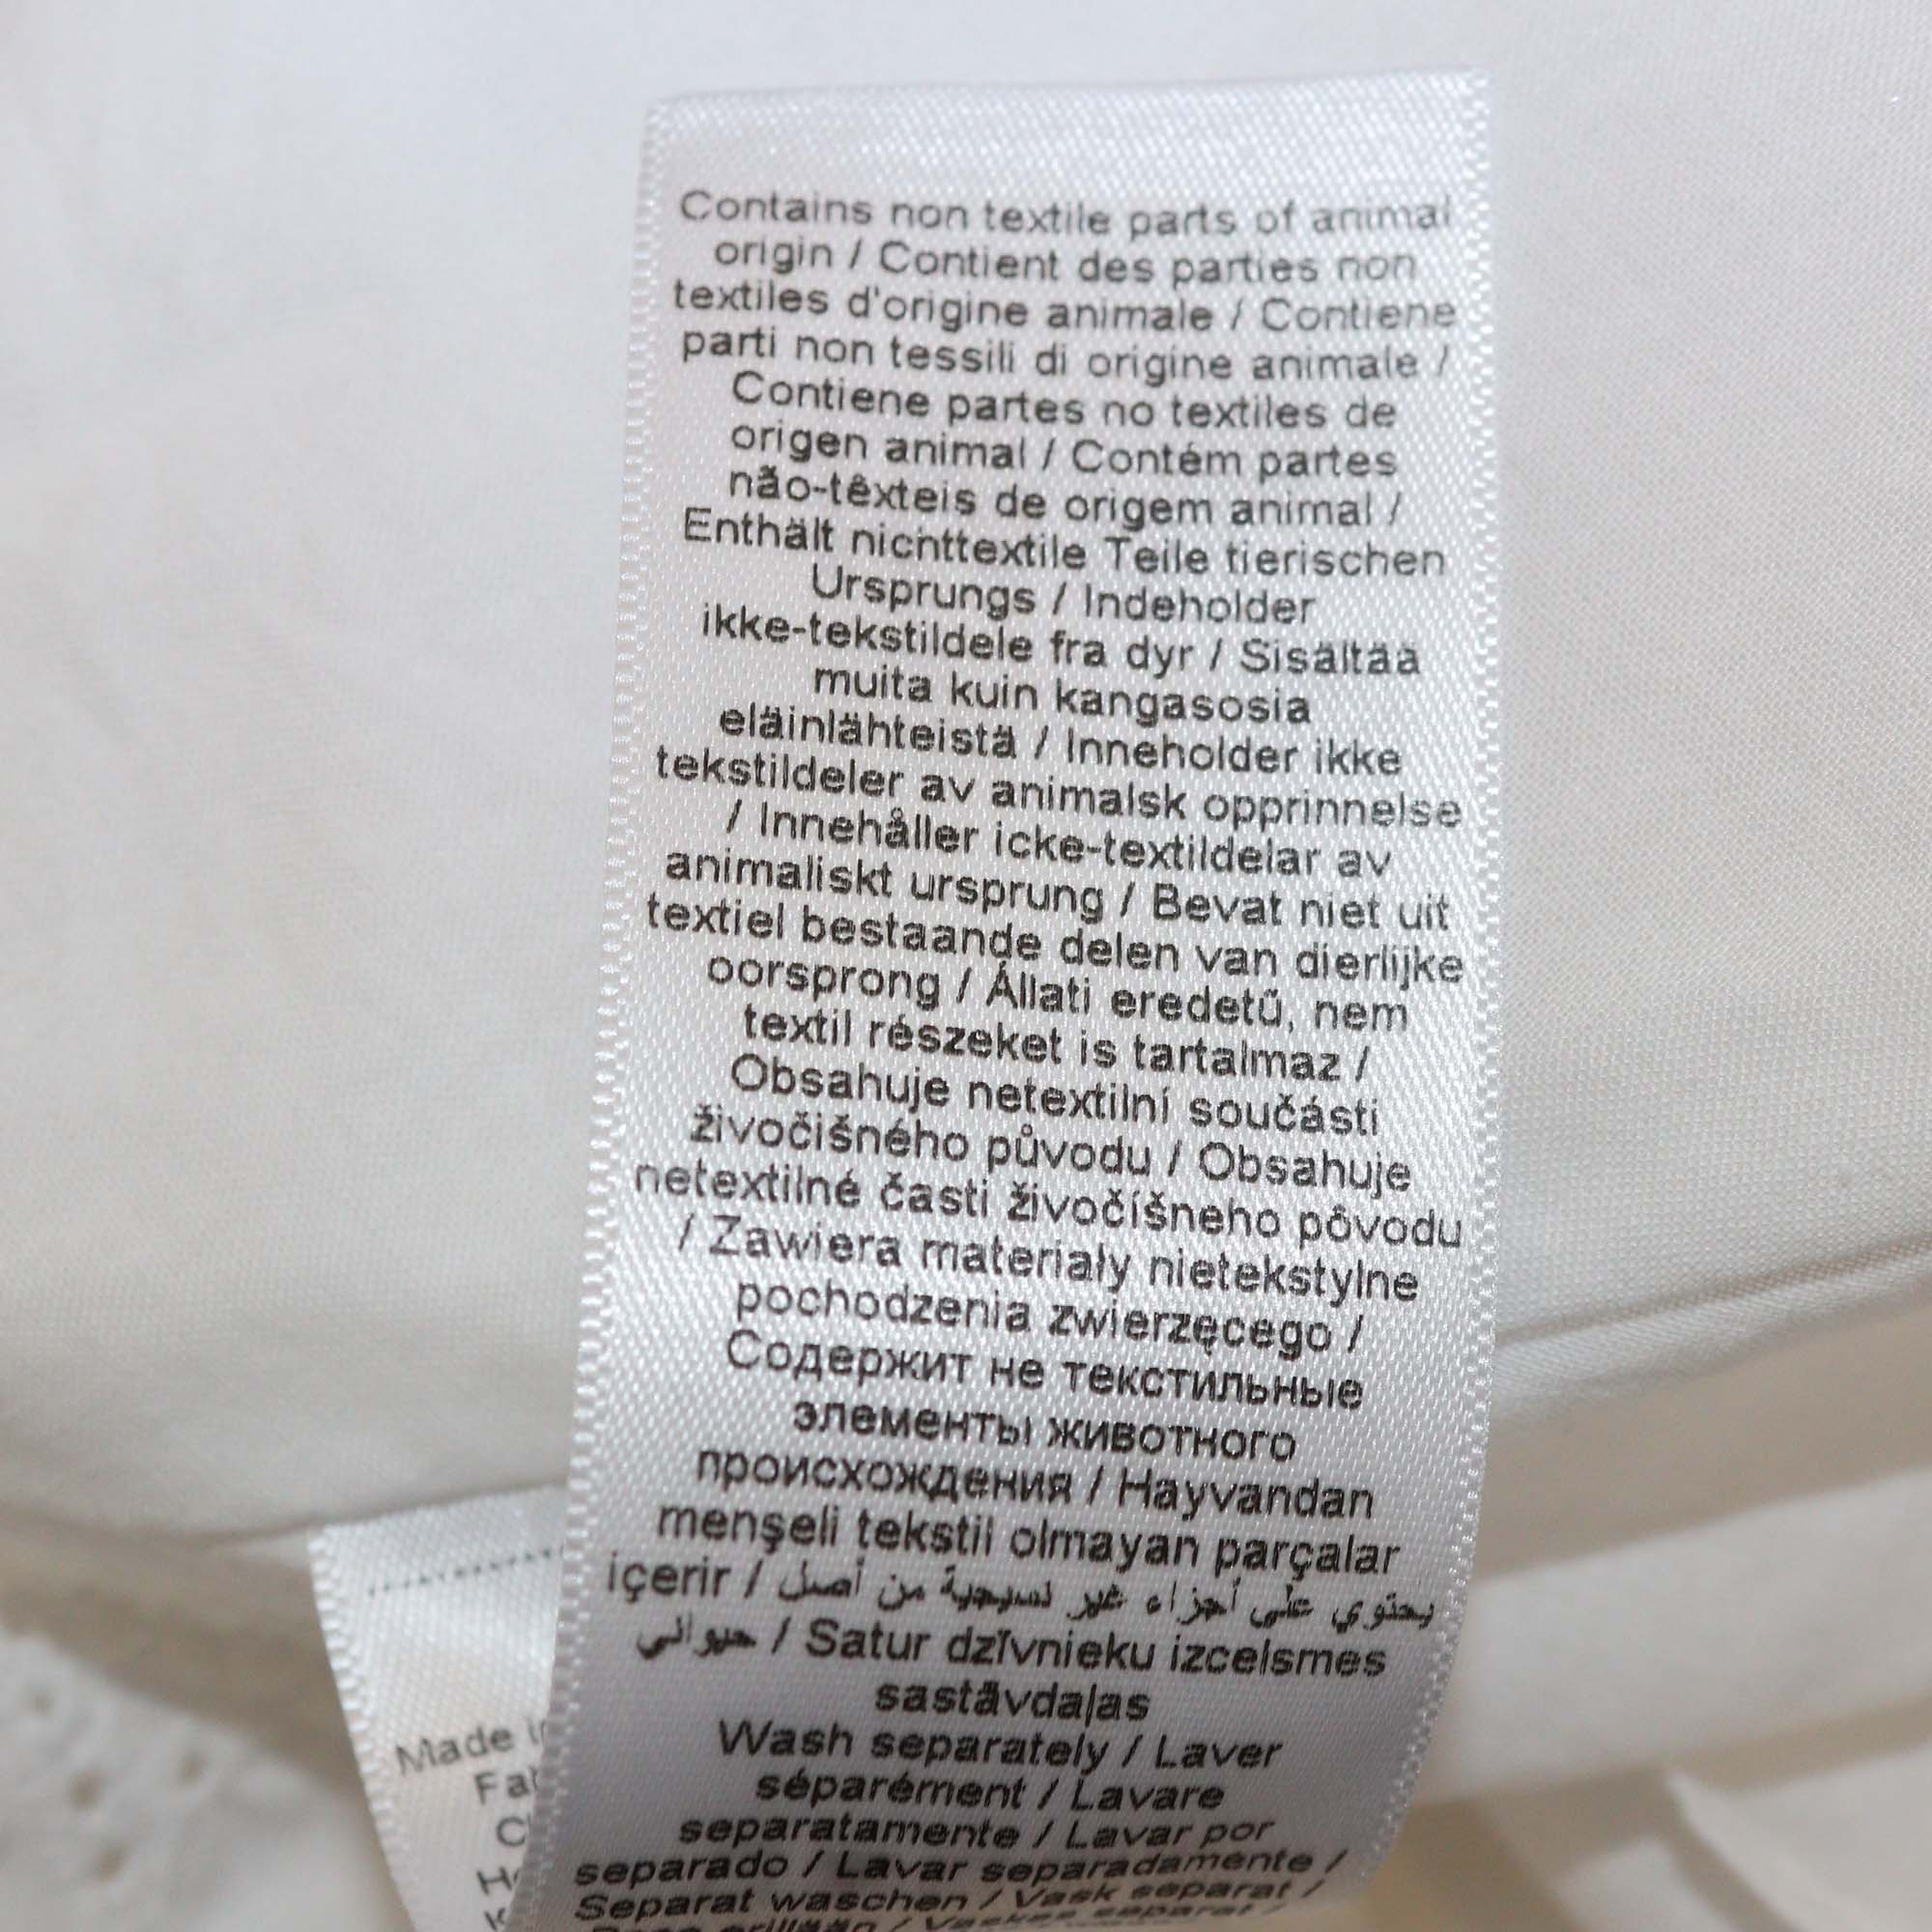 Contains non textile parts of animal
origin / Contient des parties non
textiles d'origine animale / Contiene
parti non tessili di origine animale /
Contiene partes no textiles de
origen animal / Contém partes
não-têxteis de origem animal /
Enthält nichttextile Teile tierischen
Ursprungs / Indeholder
ikke-tekstildele fra dyr / Sisältää
muita kuin kangasosia
eläinlähteistä / Inneholder ikke
tekstildeler av animalsk opprinnelse
/ Innehåller icke-textildelar av
animaliskt ursprung / Bevat niet uit
textiel bestaande delen van dierlijke
oorsprong / Állati eredetű, nem
textil részeket is tartalmaz /
Obsahuje netextilní součásti
živočišného původu / Obsahuje
netextilné časti živočíšneho pôvodu
/ Zawiera materiały nietekstylne
pochodzenia zwierzęcego /
Содержит не текстильные
элементы животного
происхождения / Hayvandan
menşeli tekstil olmayan parçalar
içerir / يحتوي على أجزاء غير نسيجية من أصل
حيواني / Satur dzīvnieku izcelsmes
sastāvdaļas
Wash separately / Laver
séparément / Lavare
separatamente / Lavar por
separado / Lavar separadamente /
Separat waschen / Vask separat /
Made